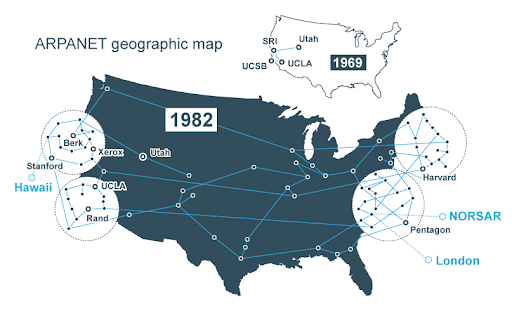 ARPANET geographic map
SRI
Utah
UCSB
UCLA
1969
1982
Berk
Stanford
Xerox
Utah
Hawaii
UCLA
Rand
Harvard
NORSAR
Pentagon
London